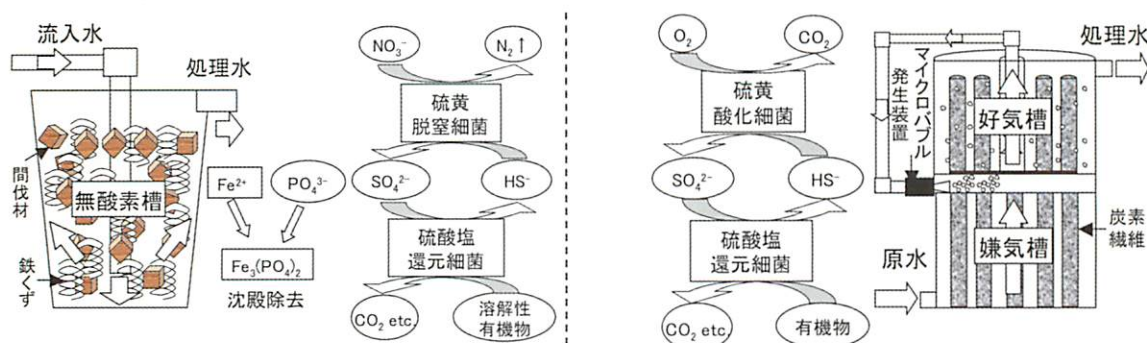 流入水
処理水
間伐材
無酸素槽
鉄くず
Fe²⁺
PO₄³⁻
Fe₃(PO₄)₂
沈殿除去
NO₃⁻
N₂↑
硫黄
脱窒細菌
SO₄²⁻
HS⁻
硫酸塩
還元細菌
CO₂ etc.
溶解性
有機物
O₂
CO₂
硫黄
酸化細菌
SO₄²⁻
HS⁻
硫酸塩
還元細菌
CO₂ etc.
有機物
マイクロバブル
発生装置
処理水
好気槽
嫌気槽
炭素
繊維
原水